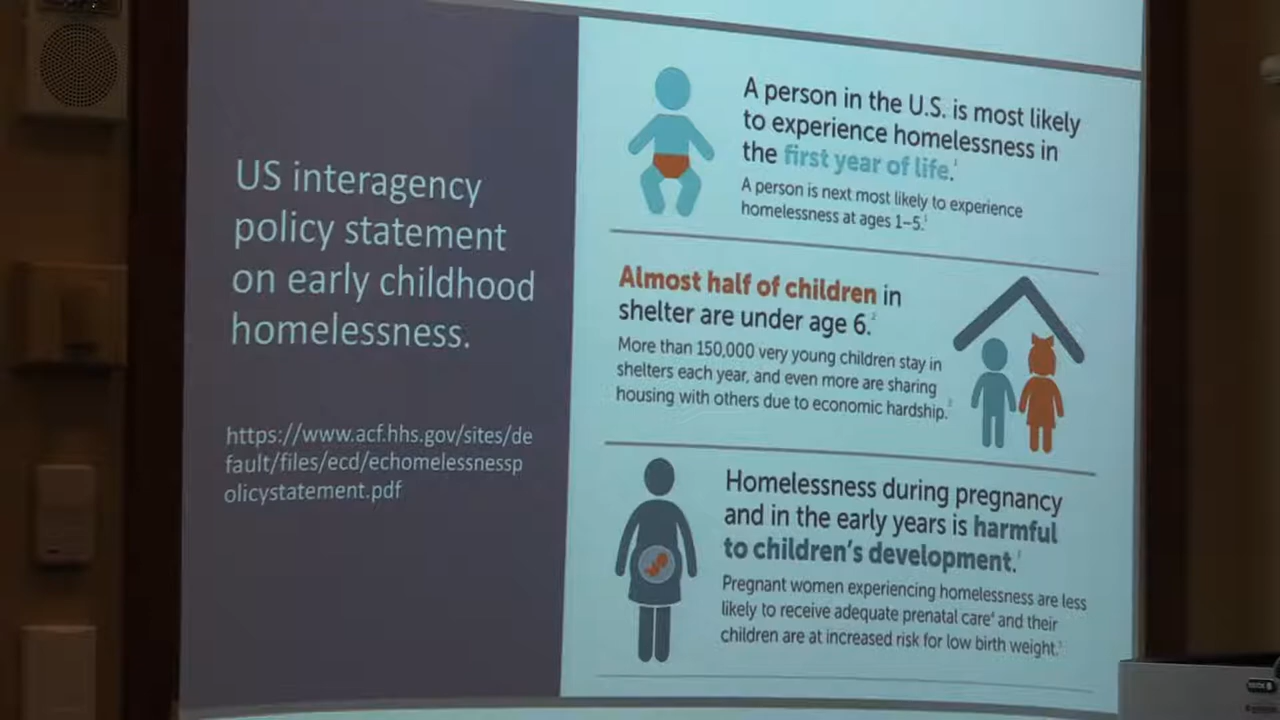 US interagency
policy statement
on early childhood
homelessness.
https://www.acf.hhs.gov/sites/de
fault/files/ecd/echomelessnessp
olicystatement.pdf
A person in the U.S. is most likely
to experience homelessness in
the first year of life.¹
A person is next most likely to experience
homelessness at ages 1–5.¹
Almost half of children in
shelter are under age 6.²
More than 150,000 very young children stay in
shelters each year, and even more are sharing
housing with others due to economic hardship.
Homelessness during pregnancy
and in the early years is harmful
to children's development.
Pregnant women experiencing homelessness are less
likely to receive adequate prenatal care⁴ and their
children are at increased risk for low birth weight.